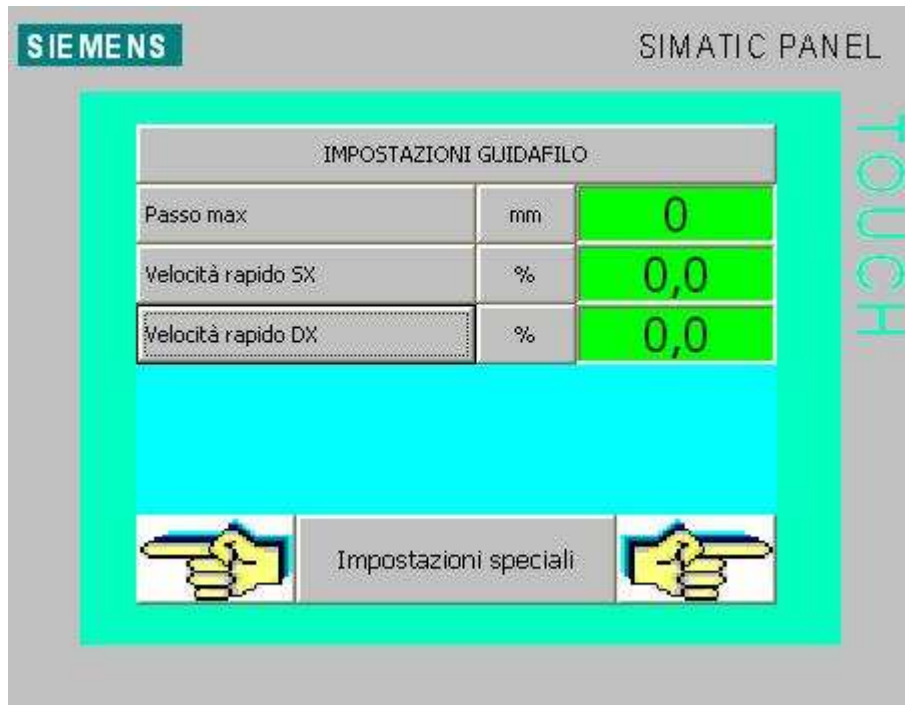 SIEMENS
SIMATIC PANEL
TOUCH
IMPOSTAZIONI GUIDAFILO
Passo max mm 0
Velocità rapido SX % 0,0
Velocità rapido DX % 0,0
Impostazioni speciali